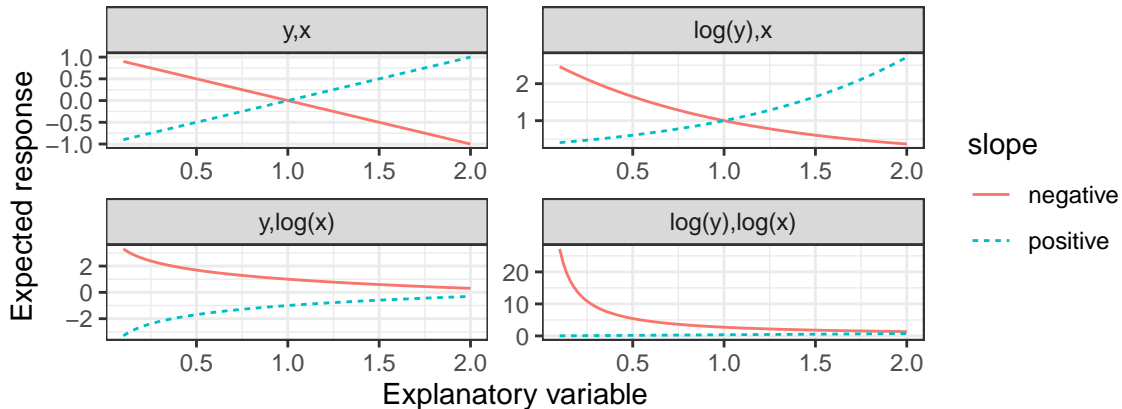 y,x
log(y),x
1.0
0.5
0.0
−0.5
−1.0
2
1
0.5 1.0 1.5 2.0
0.5 1.0 1.5 2.0
y,log(x)
log(y),log(x)
2
0
−2
20
10
0
0.5 1.0 1.5 2.0
0.5 1.0 1.5 2.0
Explanatory variable
Expected response
slope
negative
positive